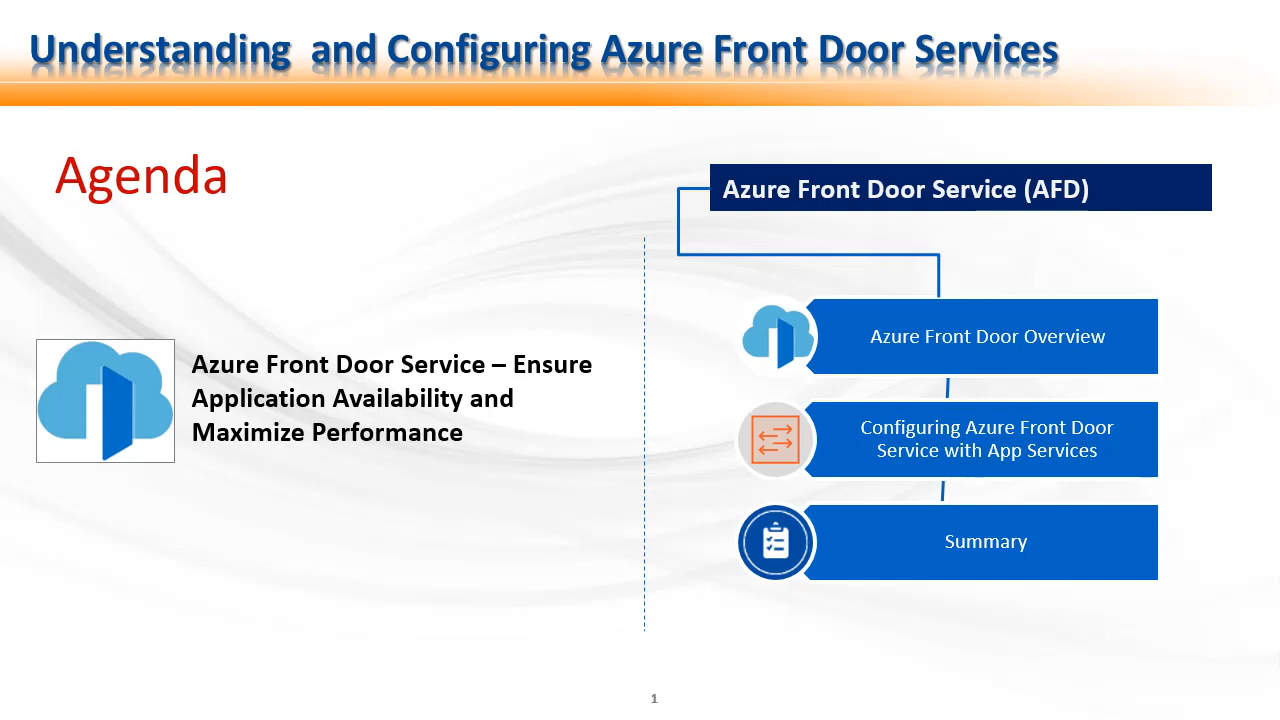 Understanding and Configuring Azure Front Door Services
Agenda
Azure Front Door Service – Ensure
Application Availability and
Maximize Performance
Azure Front Door Service (AFD)
Azure Front Door Overview
Configuring Azure Front Door
Service with App Services
Summary
1